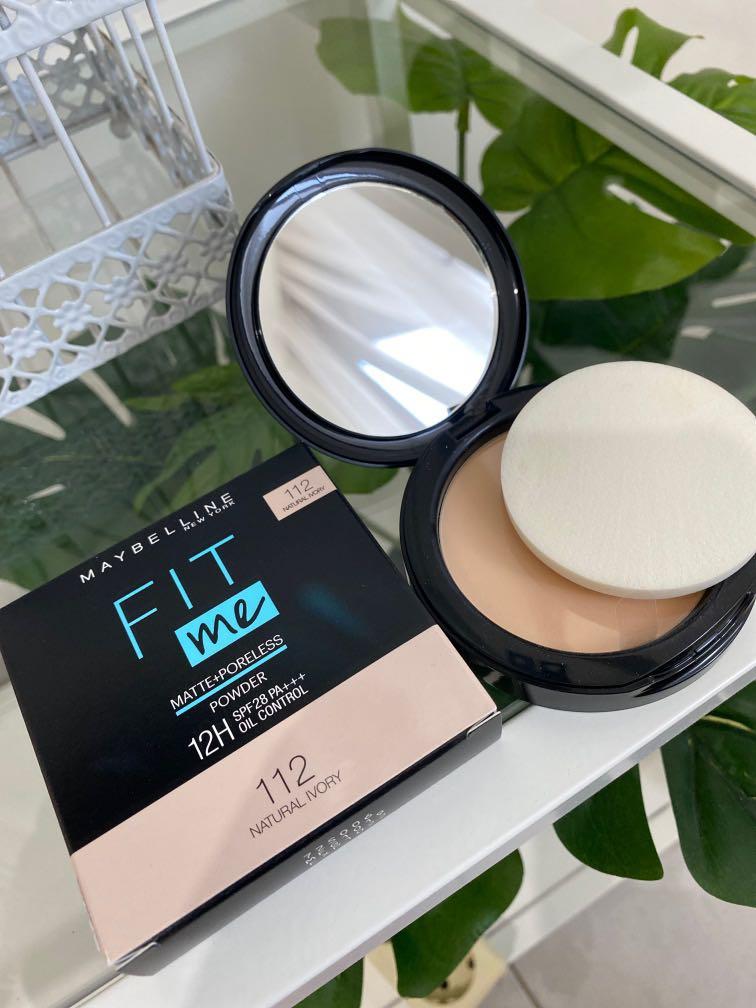 112
NATURAL IVORY
MAYBELLINE
NEW YORK
FIT
me
MATTE+PORELESS
POWDER
12H SPF28 PA+++
OIL CONTROL
112
NATURAL IVORY